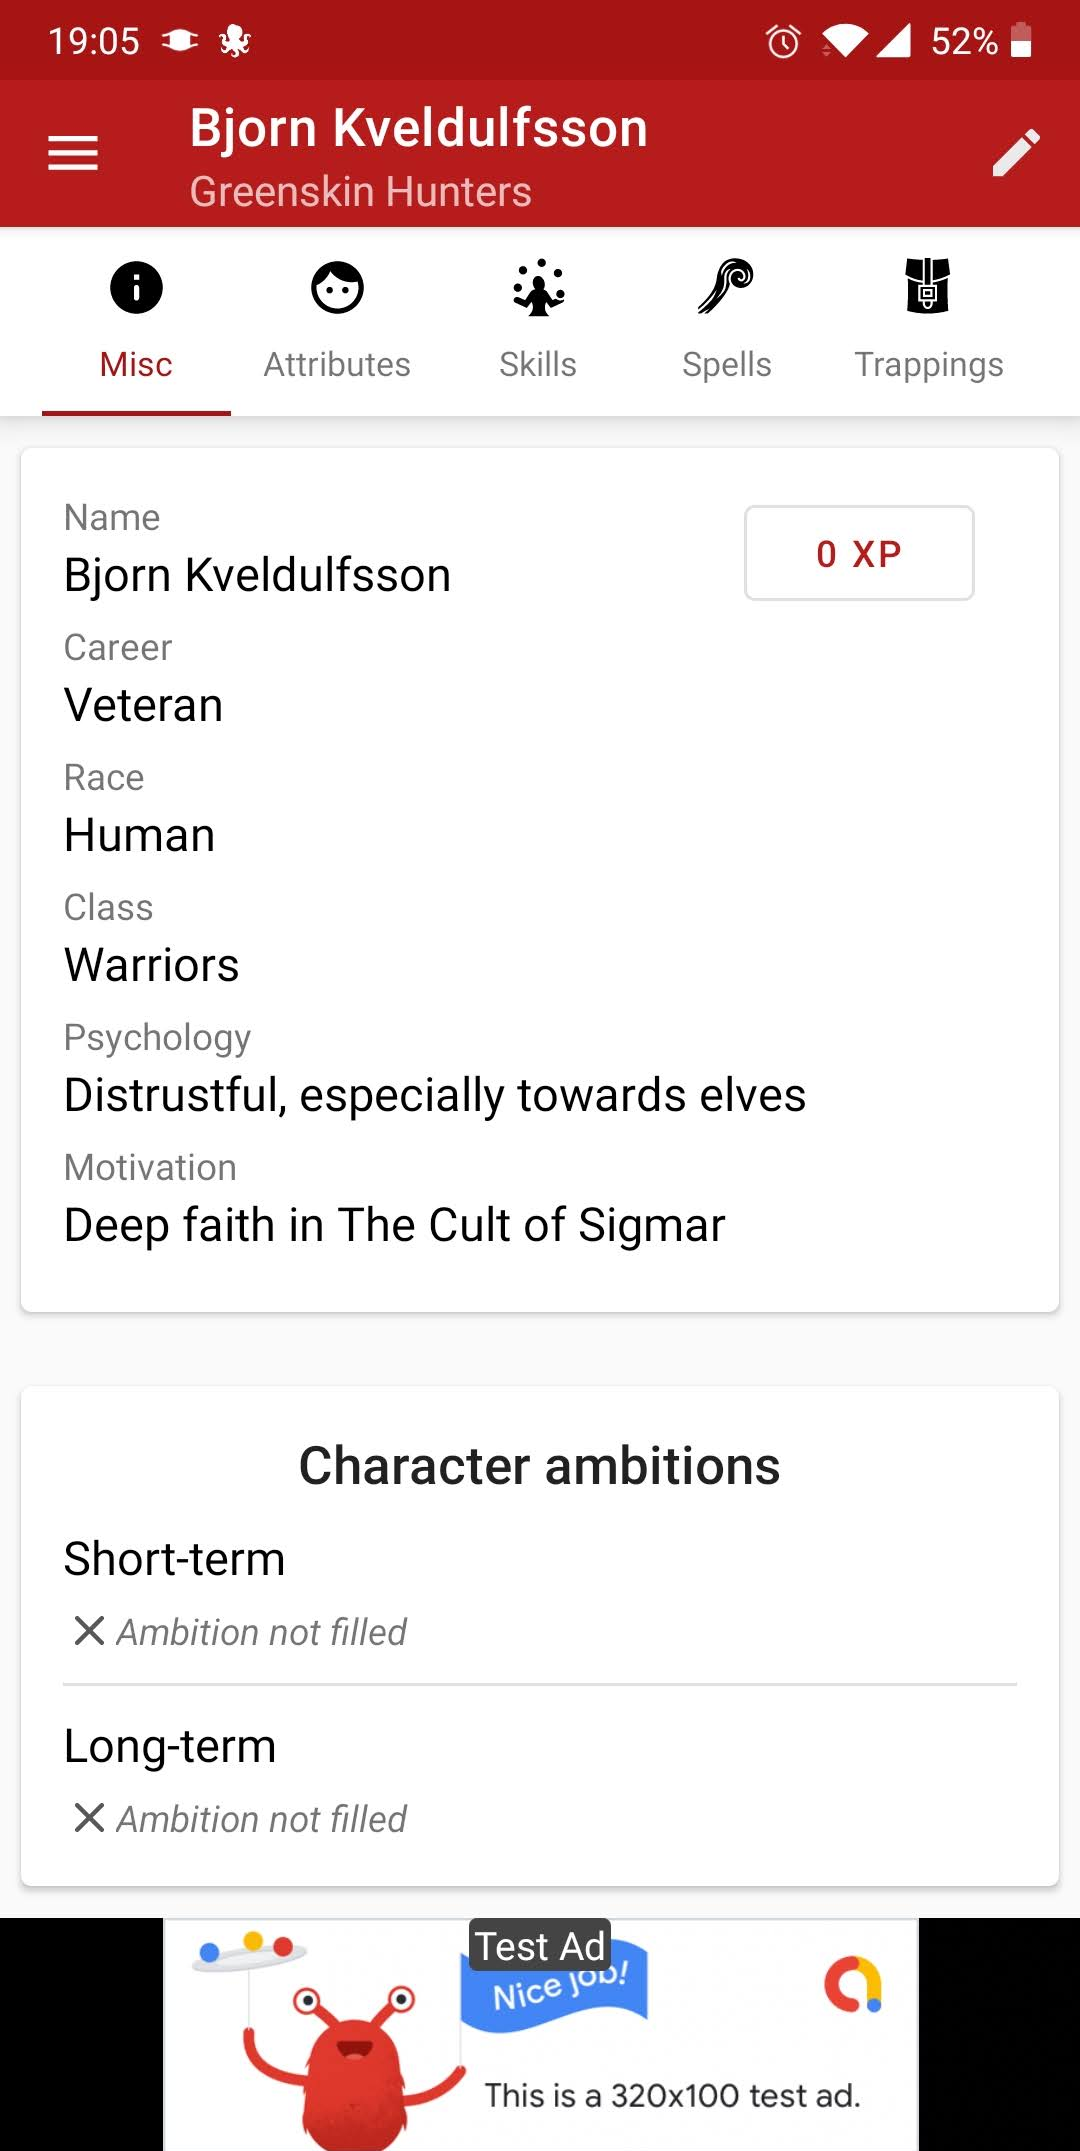 19:05 52%
Bjorn Kveldulfsson
Greenskin Hunters
Misc Attributes Skills Spells Trappings
Name
Bjorn Kveldulfsson
0 XP
Career
Veteran
Race
Human
Class
Warriors
Psychology
Distrustful, especially towards elves
Motivation
Deep faith in The Cult of Sigmar
Character ambitions
Short-term
Ambition not filled
Long-term
Ambition not filled
Test Ad
Nice job!
This is a 320x100 test ad.